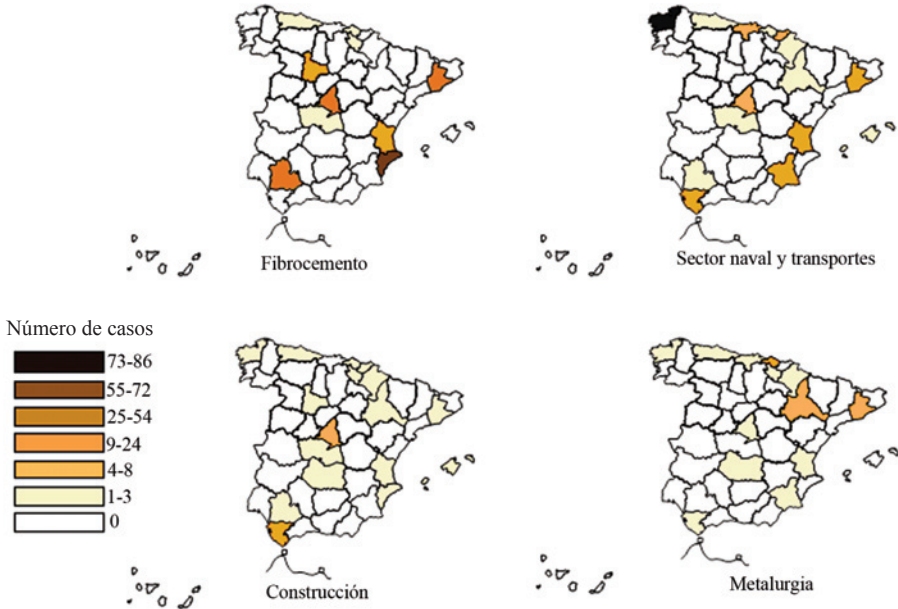 Fibrocemento
Sector naval y transportes
Número de casos
73-86
55-72
25-54
9-24
4-8
1-3
0
Construcción
Metalurgia